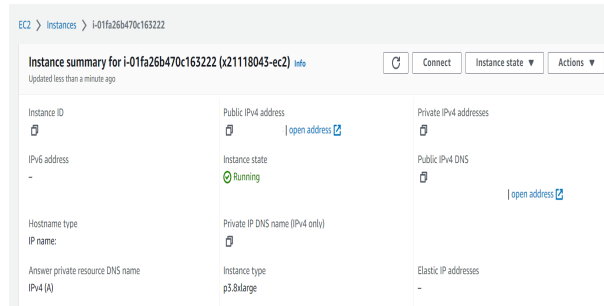 EC2 > Instances > i-01fa26b470c163222
Instance summary for i-01fa26b470c163222 (x21118043-ec2) Info
Connect
Instance state ▼
Actions ▼
Updated less than a minute ago
Instance ID
Public IPv4 address
Private IPv4 addresses
| open address
IPv6 address
Instance state
Public IPv4 DNS
–
Running
| open address
Hostname type
Private IP DNS name (IPv4 only)
IP name:
Answer private resource DNS name
Instance type
Elastic IP addresses
IPv4 (A)
p3.8xlarge
–